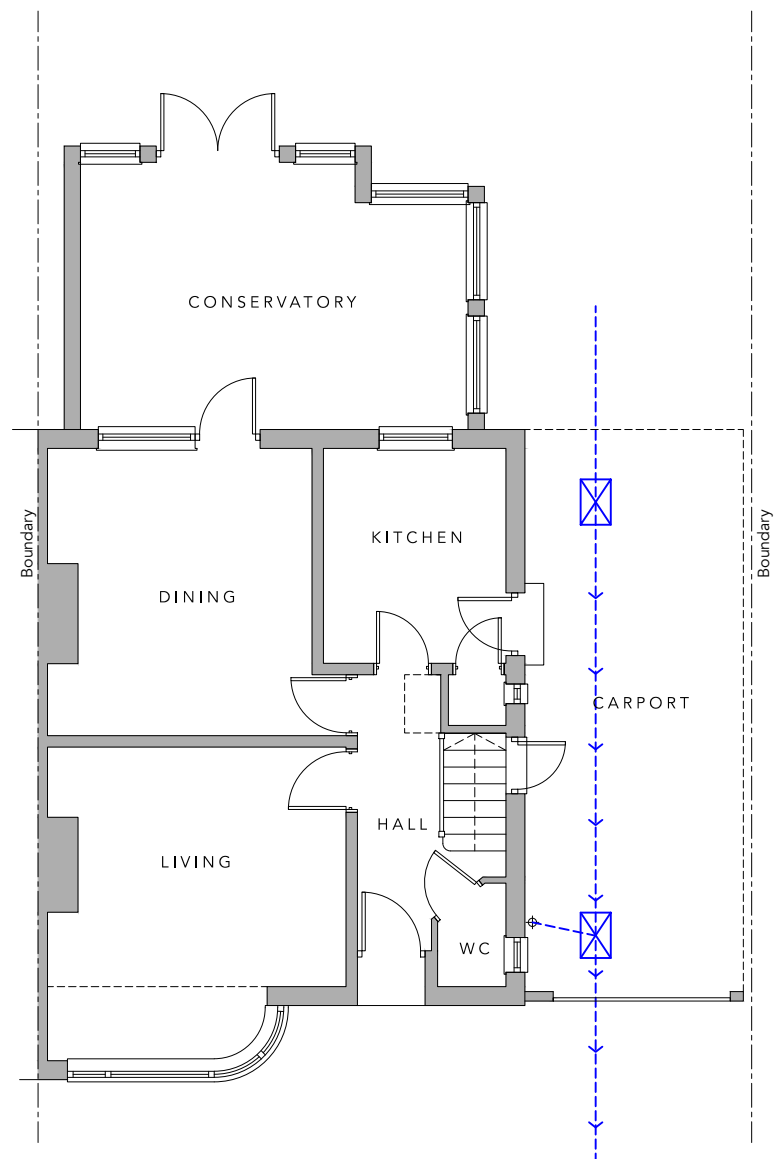 CONSERVATORY
KITCHEN
Boundary
Boundary
DINING
CARPORT
HALL
LIVING
WC